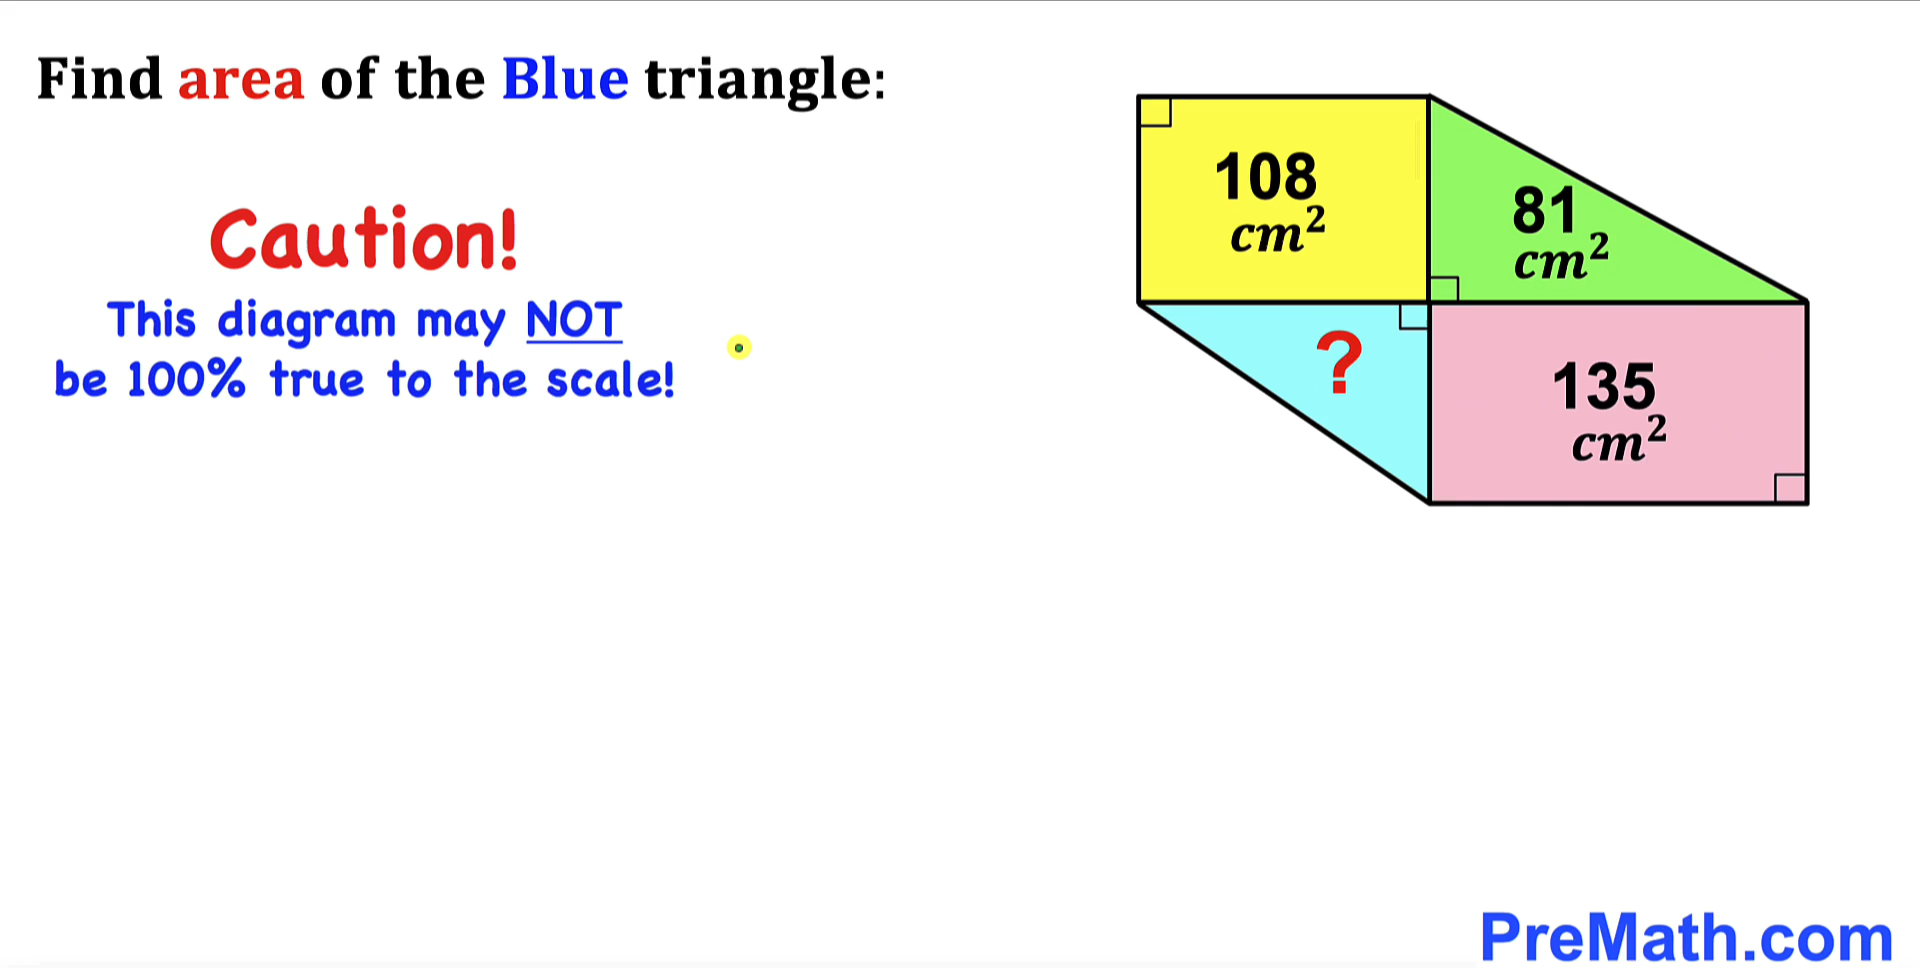 Find area of the Blue triangle:
Caution!
This diagram may NOT
be 100% true to the scale!
108
cm²
81
cm²
?
135
cm²
PreMath.com